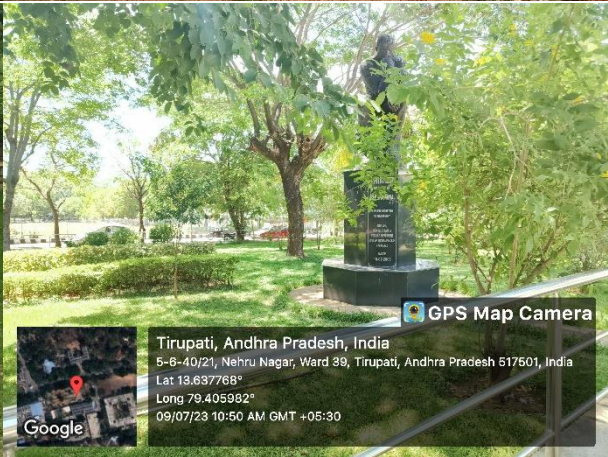 GPS Map Camera
Tirupati, Andhra Pradesh, India
5-6-40/21, Nehru Nagar, Ward 39, Tirupati, Andhra Pradesh 517501, India
Lat 13.637768°
Long 79.405982°
09/07/23 10:50 AM GMT +05:30
Google